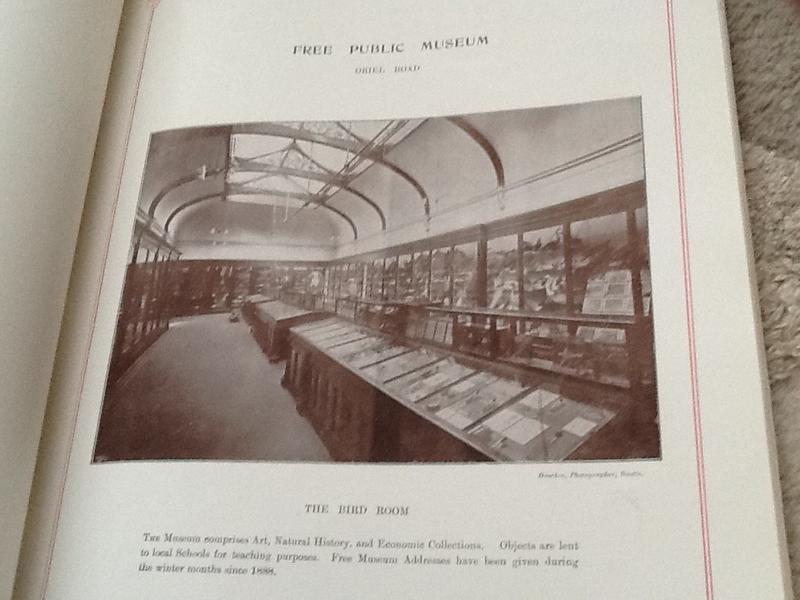 FREE PUBLIC MUSEUM
ORIEL ROAD
Photographer, Bootle.
THE BIRD ROOM
THE Museum comprises Art, Natural History, and Economic Collections. Objects are lent
to local Schools for teaching purposes. Free Museum Addresses have been given during
the winter months since 1888.